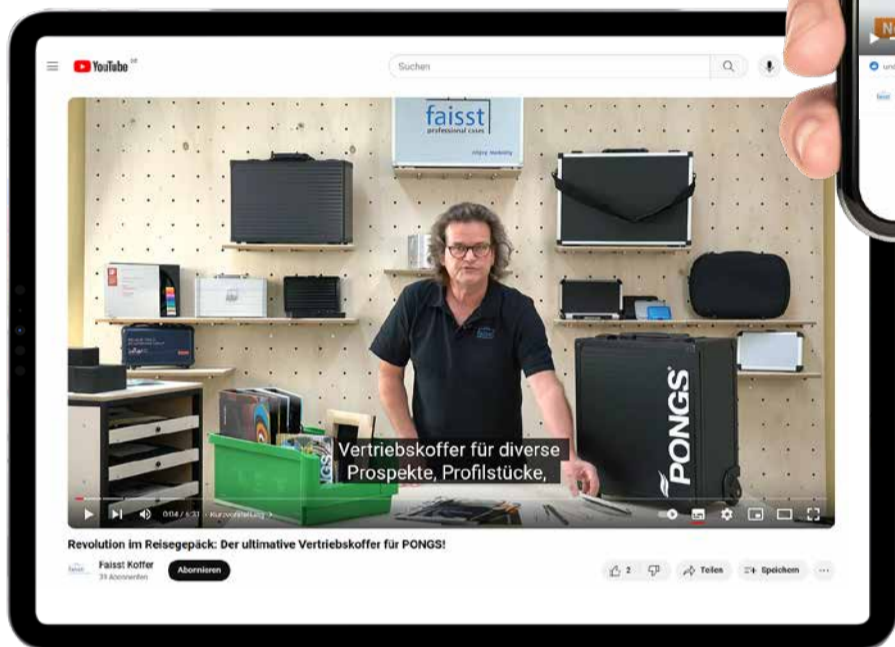 YouTube
Suchen
faisst
professional cases
PONGS
Vertriebskoffer für diverse
Prospekte, Profilstücke,
Revolution im Reisegepäck: Der ultimative Vertriebskoffer für PONGS!
Faisst Koffer
Abonnieren
2
Teilen
Speichern